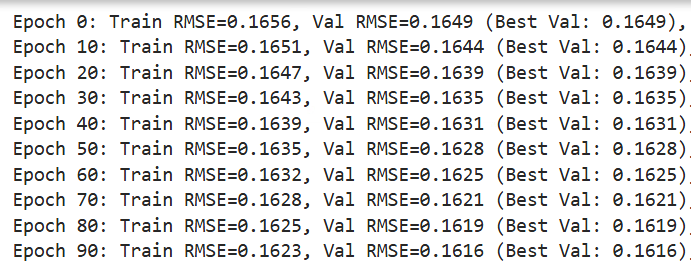 Epoch 0: Train RMSE=0.1656, Val RMSE=0.1649 (Best Val: 0.1649),
Epoch 10: Train RMSE=0.1651, Val RMSE=0.1644 (Best Val: 0.1644),
Epoch 20: Train RMSE=0.1647, Val RMSE=0.1639 (Best Val: 0.1639),
Epoch 30: Train RMSE=0.1643, Val RMSE=0.1635 (Best Val: 0.1635),
Epoch 40: Train RMSE=0.1639, Val RMSE=0.1631 (Best Val: 0.1631),
Epoch 50: Train RMSE=0.1635, Val RMSE=0.1628 (Best Val: 0.1628),
Epoch 60: Train RMSE=0.1632, Val RMSE=0.1625 (Best Val: 0.1625),
Epoch 70: Train RMSE=0.1628, Val RMSE=0.1621 (Best Val: 0.1621),
Epoch 80: Train RMSE=0.1625, Val RMSE=0.1619 (Best Val: 0.1619),
Epoch 90: Train RMSE=0.1623, Val RMSE=0.1616 (Best Val: 0.1616),